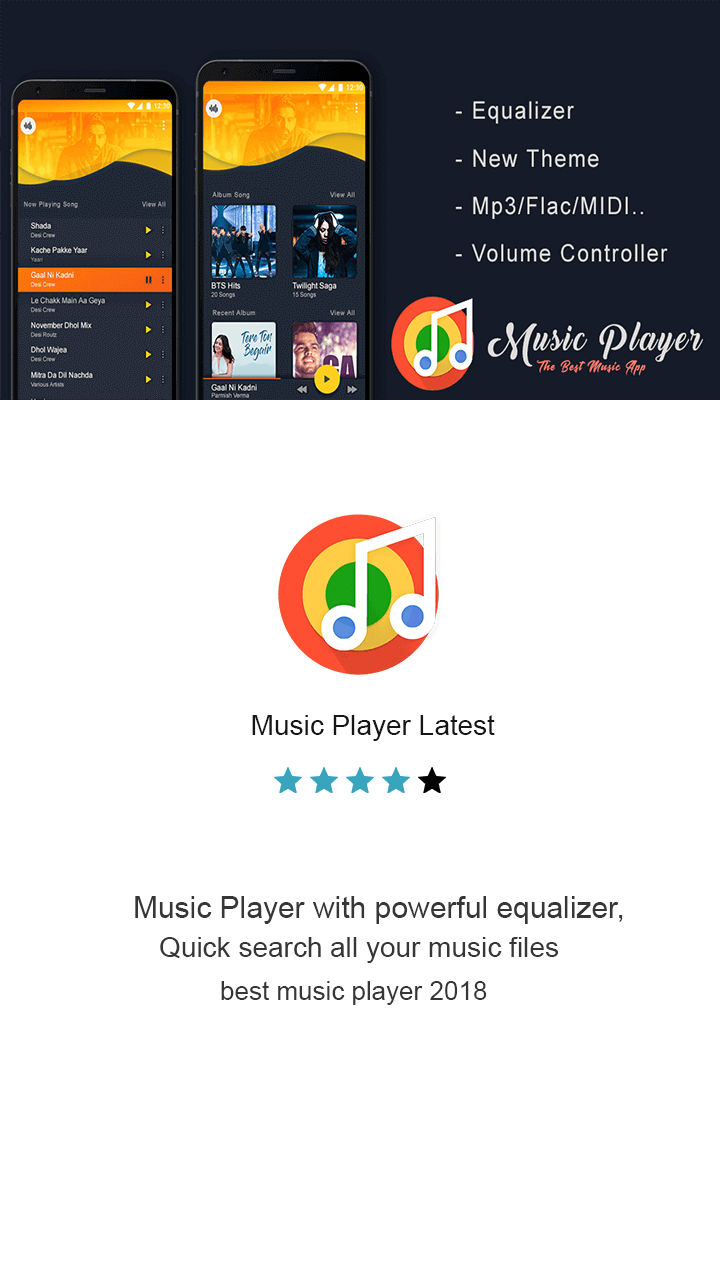 12:30
Now Playing Song View All
Shada
Desi Crew
Kache Pakke Yaar
Yaari
Gaal Ni Kadni
Desi Crew
Le Chakk Main Aa Geya
Desi Crew
November Dhol Mix
Desi Routz
Dhol Wajea
Desi Crew
Mitra Da Dil Nachda
Various Artists
12:30
Album Song View All
BTS Hits
20 Songs
Twilight Saga
15 Songs
Recent Album View All
Tere Ton
Begair
Gaal Ni Kadni
Parmish Verma
- Equalizer
- New Theme
- Mp3/Flac/MIDI..
- Volume Controller
Music Player
The Best Music App
Music Player Latest
Music Player with powerful equalizer,
Quick search all your music files
best music player 2018